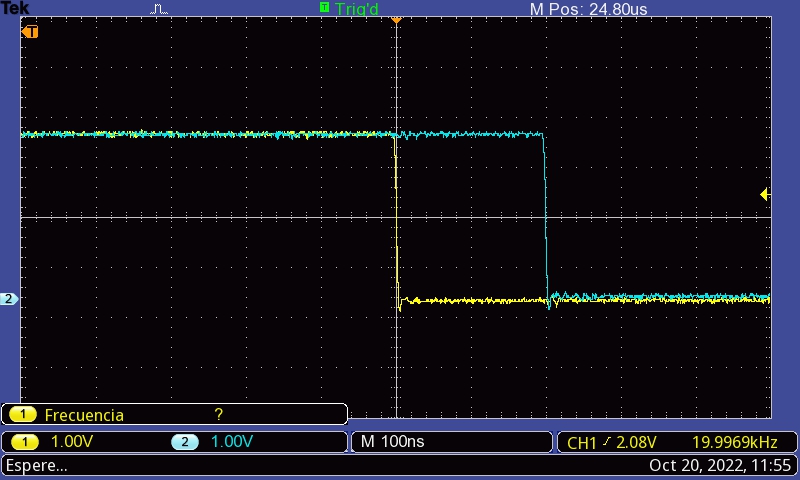 Tek T Trig'd M Pos: 24.80us
T
2
1 Frecuencia ?
1 1.00V 2 1.00V M 100ns CH1 2.08V 19.9969kHz
Espere... Oct 20, 2022, 11:55